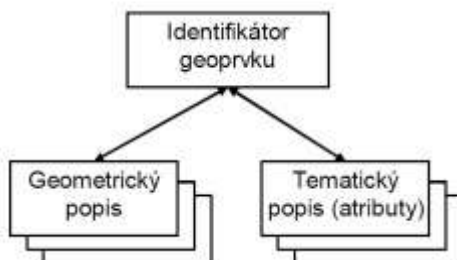 Identifikátor
geoprvku
Geometrický
popis
Tematický
popis (atributy)